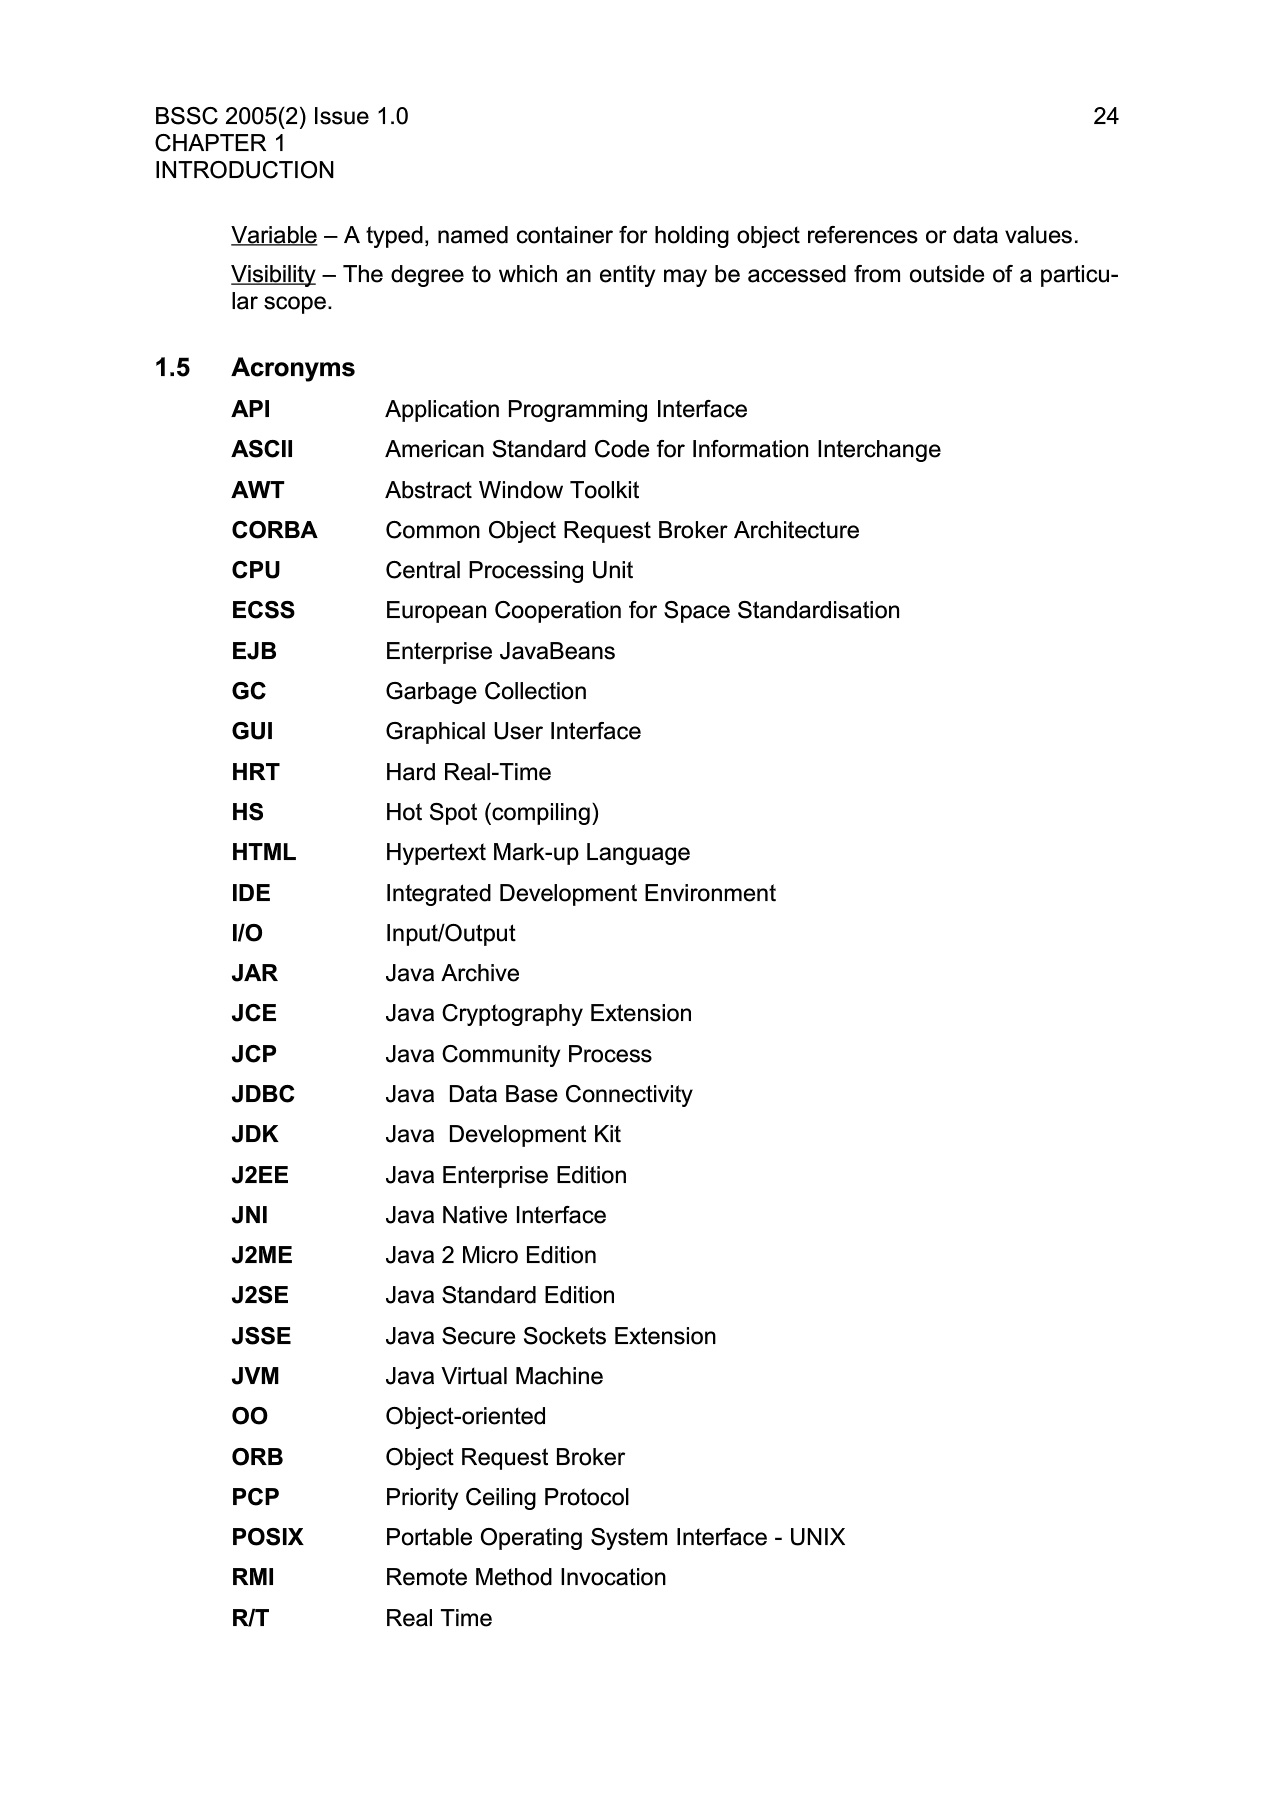 BSSC 2005(2) Issue 1.0 24
CHAPTER 1
INTRODUCTION
Variable – A typed, named container for holding object references or data values.
Visibility – The degree to which an entity may be accessed from outside of a particu-
lar scope.
1.5 Acronyms
API Application Programming Interface
ASCII American Standard Code for Information Interchange
AWT Abstract Window Toolkit
CORBA Common Object Request Broker Architecture
CPU Central Processing Unit
ECSS European Cooperation for Space Standardisation
EJB Enterprise JavaBeans
GC Garbage Collection
GUI Graphical User Interface
HRT Hard Real-Time
HS Hot Spot (compiling)
HTML Hypertext Mark-up Language
IDE Integrated Development Environment
I/O Input/Output
JAR Java Archive
JCE Java Cryptography Extension
JCP Java Community Process
JDBC Java  Data Base Connectivity
JDK Java  Development Kit
J2EE Java Enterprise Edition
JNI Java Native Interface
J2ME Java 2 Micro Edition
J2SE Java Standard Edition
JSSE Java Secure Sockets Extension
JVM Java Virtual Machine
OO Object-oriented
ORB Object Request Broker
PCP Priority Ceiling Protocol
POSIX Portable Operating System Interface - UNIX
RMI Remote Method Invocation
R/T Real Time